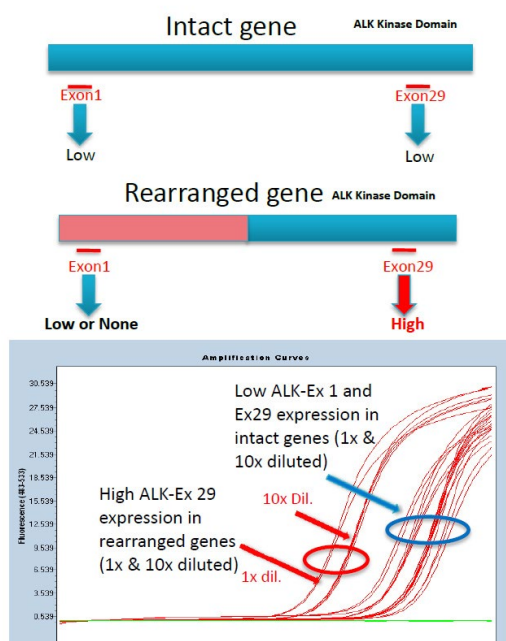 Intact gene
ALK Kinase Domain
Exon1
Exon29
Low
Low
Rearranged gene
ALK Kinase Domain
Exon1
Exon29
Low or None
High
Amplification Curves
Fluorescence (483-533)
30.539
27.539
24.539
21.539
18.539
15.539
12.539
9.539
6.539
3.539
0.539
Low ALK-Ex 1 and
Ex29 expression in
intact genes (1x &
10x diluted)
High ALK-Ex 29
expression in
rearranged genes
(1x & 10x diluted)
10x Dil.
1x dil.